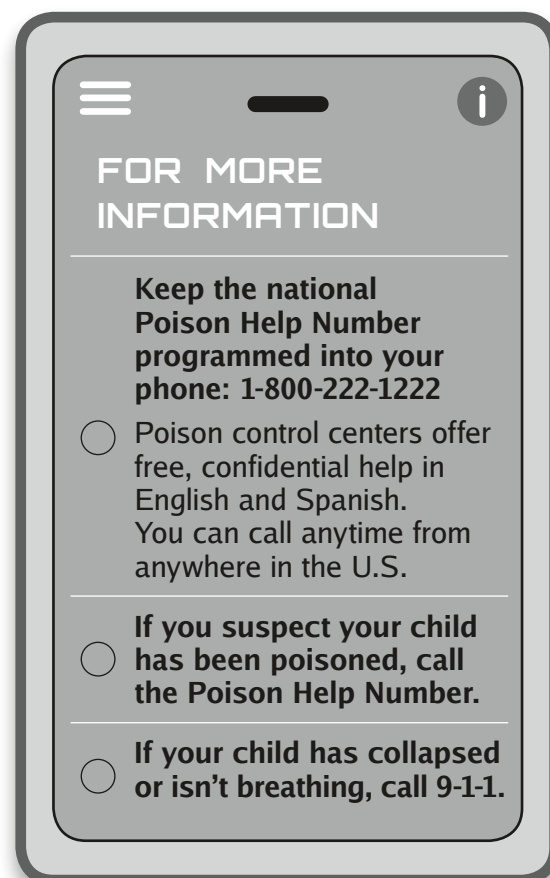 i
FOR MORE
INFORMATION
Keep the national
Poison Help Number
programmed into your
phone: 1-800-222-1222
Poison control centers offer
free, confidential help in
English and Spanish.
You can call anytime from
anywhere in the U.S.
If you suspect your child
has been poisoned, call
the Poison Help Number.
If your child has collapsed
or isn’t breathing, call 9-1-1.